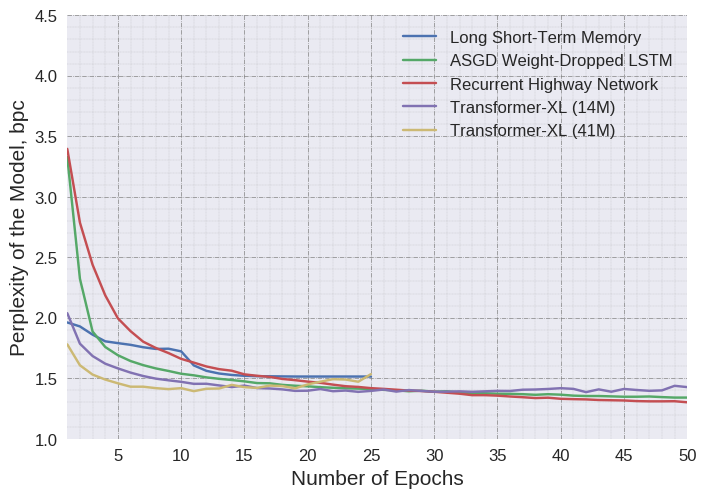 4.5
4.0
3.5
3.0
2.5
2.0
1.5
1.0
Perplexity of the Model, bpc
Long Short-Term Memory
ASGD Weight-Dropped LSTM
Recurrent Highway Network
Transformer-XL (14M)
Transformer-XL (41M)
5 10 15 20 25 30 35 40 45 50
Number of Epochs